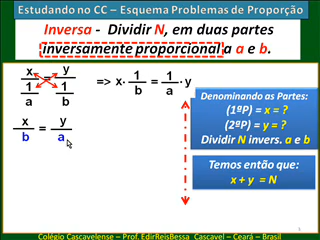 Estudando no CC – Esquema Problemas de Proporção
Inversa - Dividir N, em duas partes
inversamente proporcional a a e b.
x/(1/a) = y/(1/b) => x·1/b = 1/a·y
x/b = y/a
Denominando as Partes:
(1ªP) = x = ?
(2ªP) = y = ?
Dividir N invers. a e b
Temos então que:
x + y = N
Colégio Cascavelense – Prof. EdirReisBessa Cascavel – Ceará – Brasil